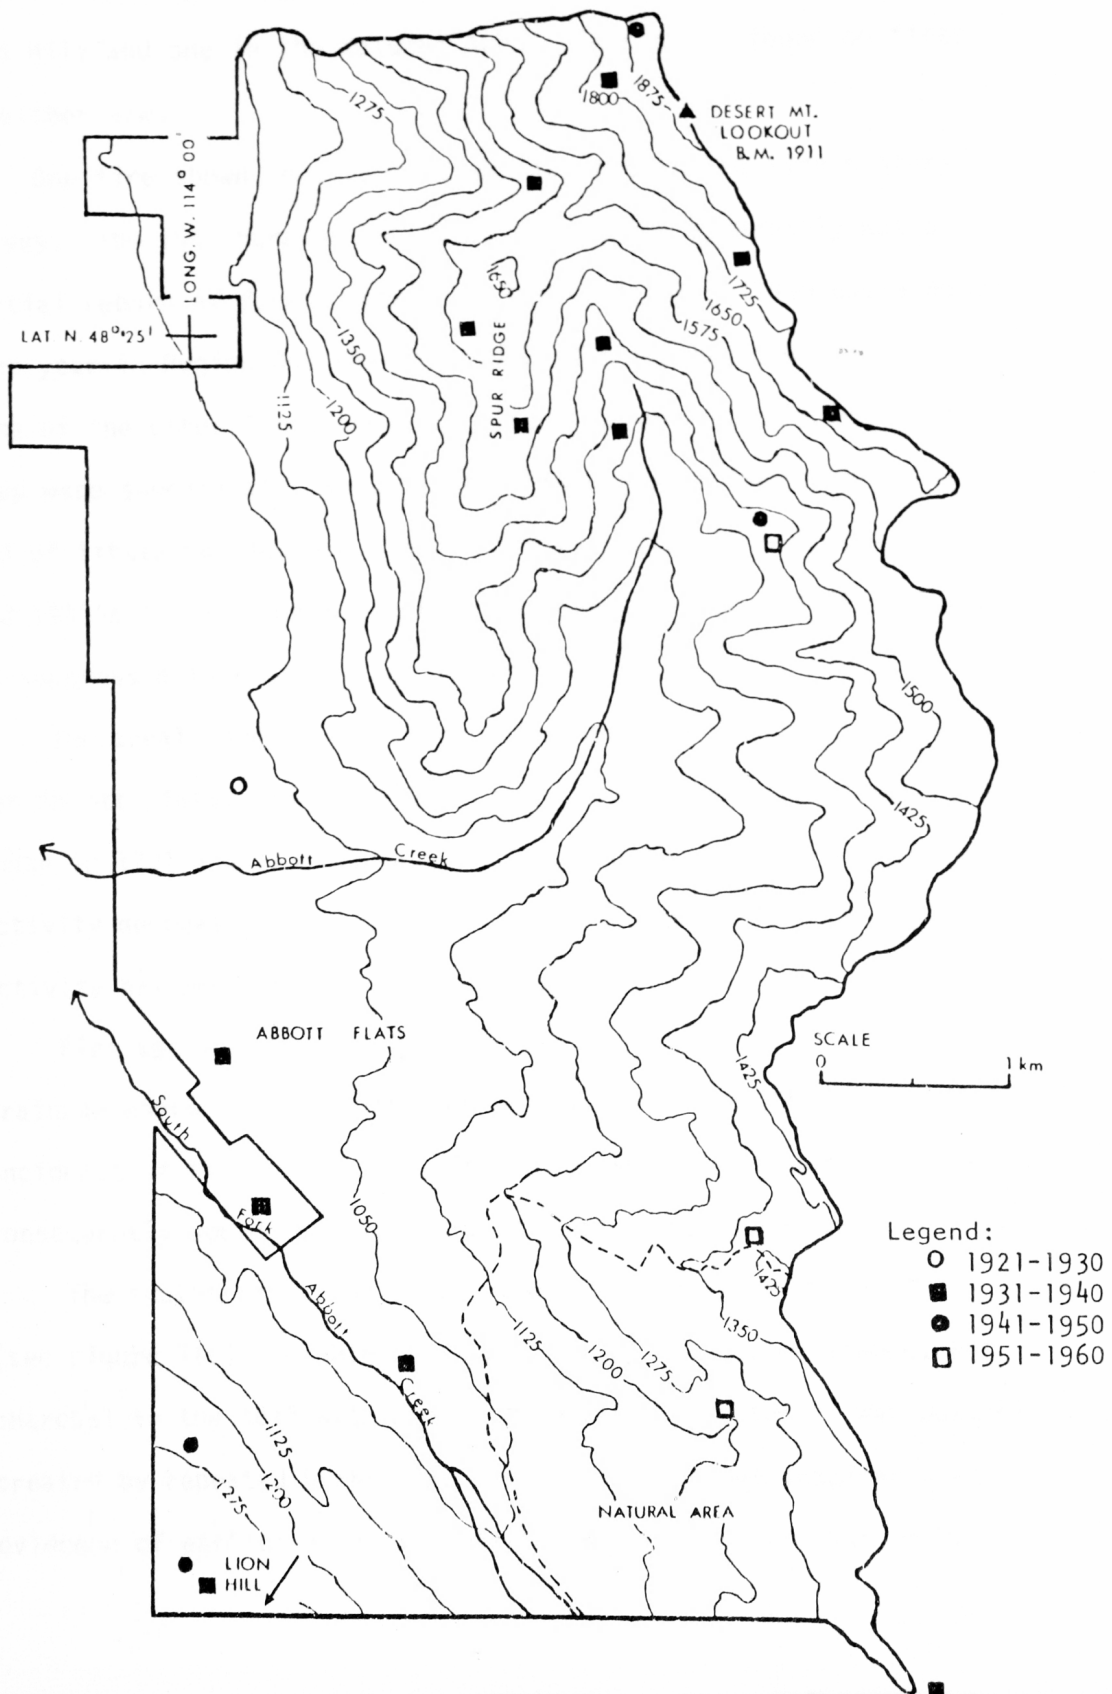 1275
1800
1875
DESERT MT.
LOOKOUT
B.M. 1911
LONG. W. 114° 00'
LAT N. 48° 25'
1650
1725
1650
1575
1350
SPUR RIDGE
1125
1200
1500
1425
Abbott Creek
ABBOTT FLATS
SCALE
0 1 km
1425
South
Fork
Abbott
Creek
1050
1425
1350
1125
1200
1275
Legend:
1921-1930
1931-1940
1941-1950
1951-1960
1125
1200
1275
NATURAL AREA
LION
HILL